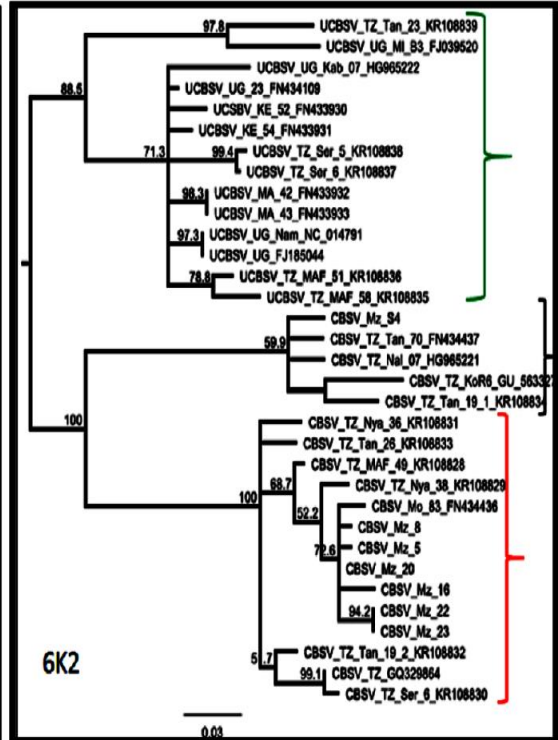 97.8
UCBSV_TZ_Tan_23_KR108839
UCBSV_UG_MI_B3_FJ039520
88.5
UCBSV_UG_Kab_07_HG965222
UCBSV_UG_23_FN434109
UCSBV_KE_52_FN433930
UCBSV_KE_54_FN433931
71.3
99.4
UCBSV_TZ_Ser_5_KR108838
UCBSV_TZ_Ser_6_KR108837
98.3
UCBSV_MA_42_FN433932
UCBSV_MA_43_FN433933
97.3
UCBSV_UG_Nam_NC_014791
UCBSV_UG_FJ185044
78.8
UCBSV_TZ_MAF_51_KR108836
UCBSV_TZ_MAF_58_KR108835
CBSV_Mz_S4
59.9
CBSV_TZ_Tan_70_FN434437
CBSV_TZ_Nal_07_HG965221
CBSV_TZ_KoR6_GU_563327
CBSV_TZ_Tan_19_1_KR108834
100
CBSV_TZ_Nya_36_KR108831
CBSV_TZ_Tan_26_KR108833
CBSV_TZ_MAF_49_KR108828
68.7
CBSV_TZ_Nya_38_KR108829
100
CBSV_Mo_83_FN434436
52.2
CBSV_Mz_8
CBSV_Mz_5
72.6
CBSV_Mz_20
CBSV_Mz_16
94.2
CBSV_Mz_22
CBSV_Mz_23
CBSV_TZ_Tan_19_2_KR108832
6K2
99.1
CBSV_TZ_GQ329864
CBSV_TZ_Ser_6_KR108830
0.03